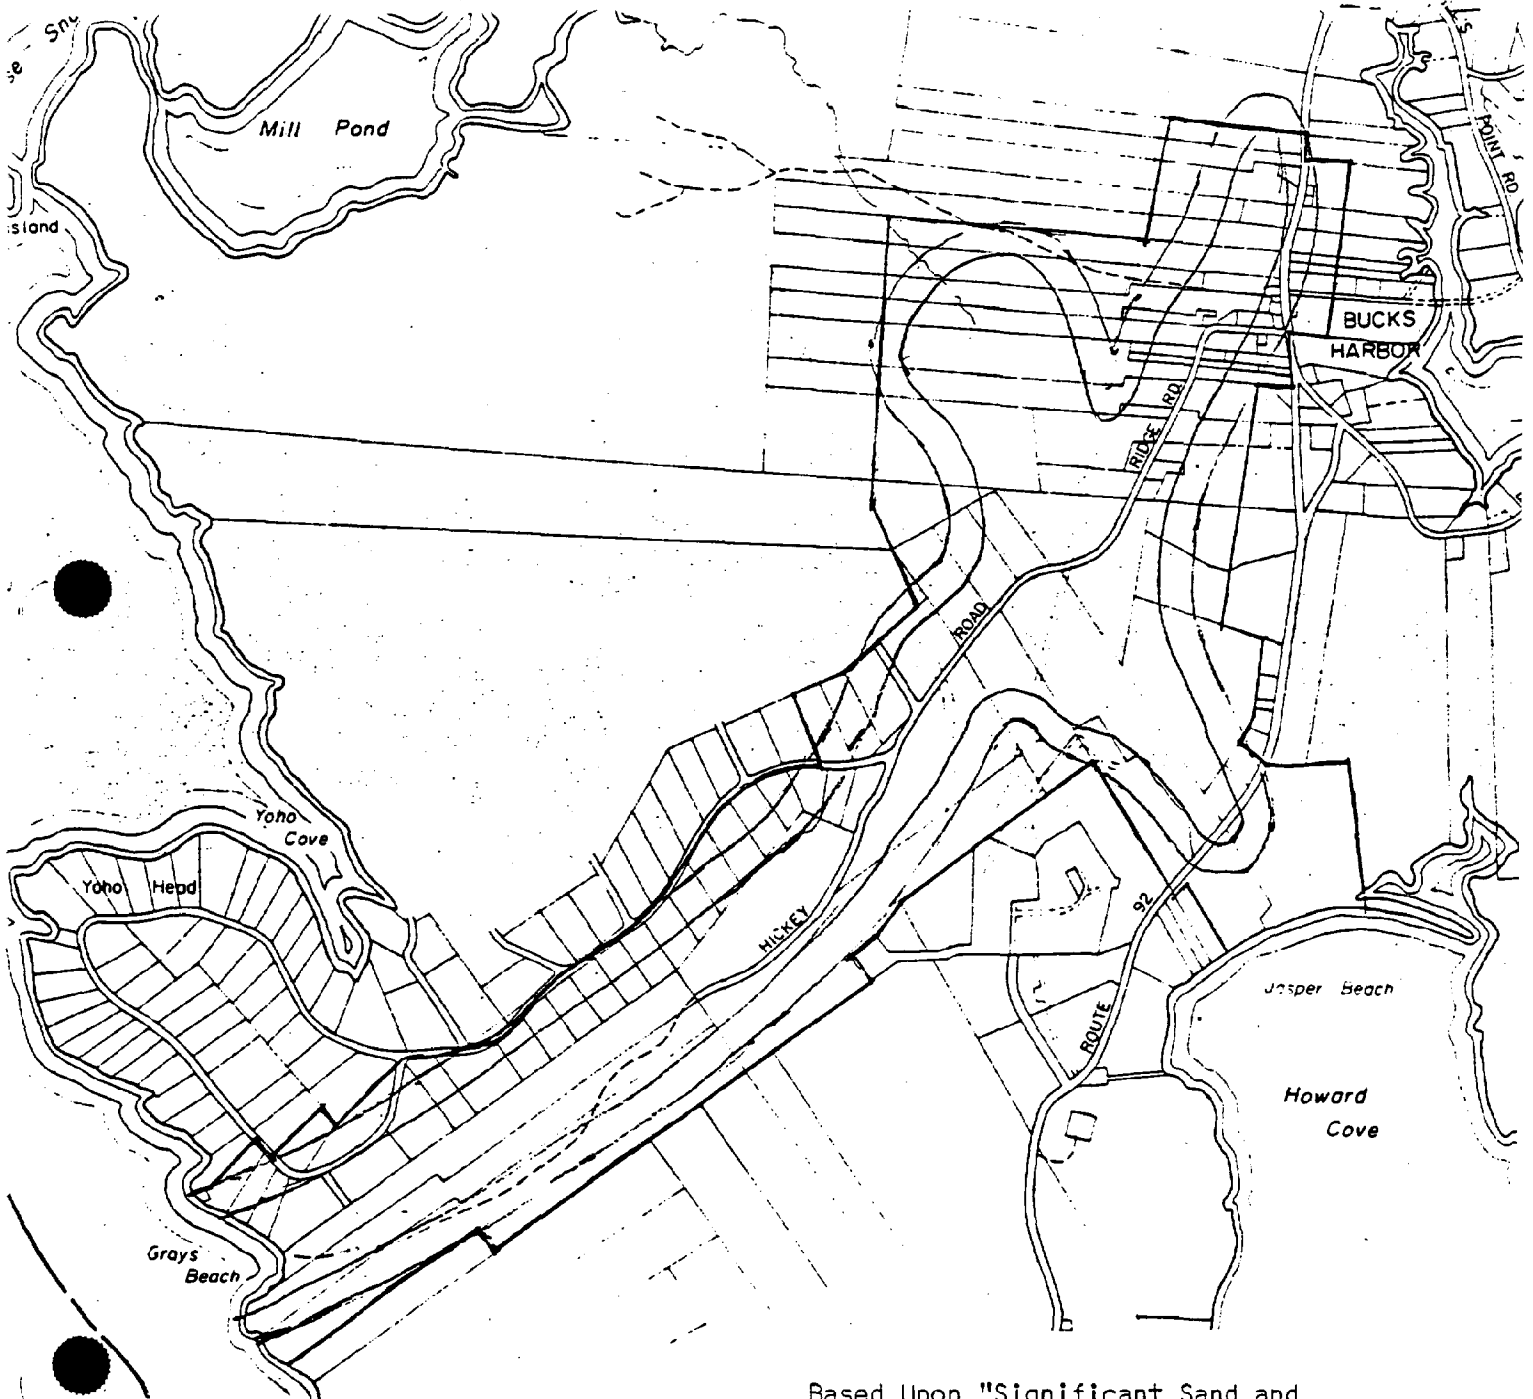 Mill Pond
POINT RD
sland
BUCKS
HARBOR
RIDGE RD
ROAD
Yoho
Cove
Yoho Head
HICKEY
92
ROUTE
Jasper Beach
Howard
Cove
Grays
Beach
Based Upon "Significant Sand and